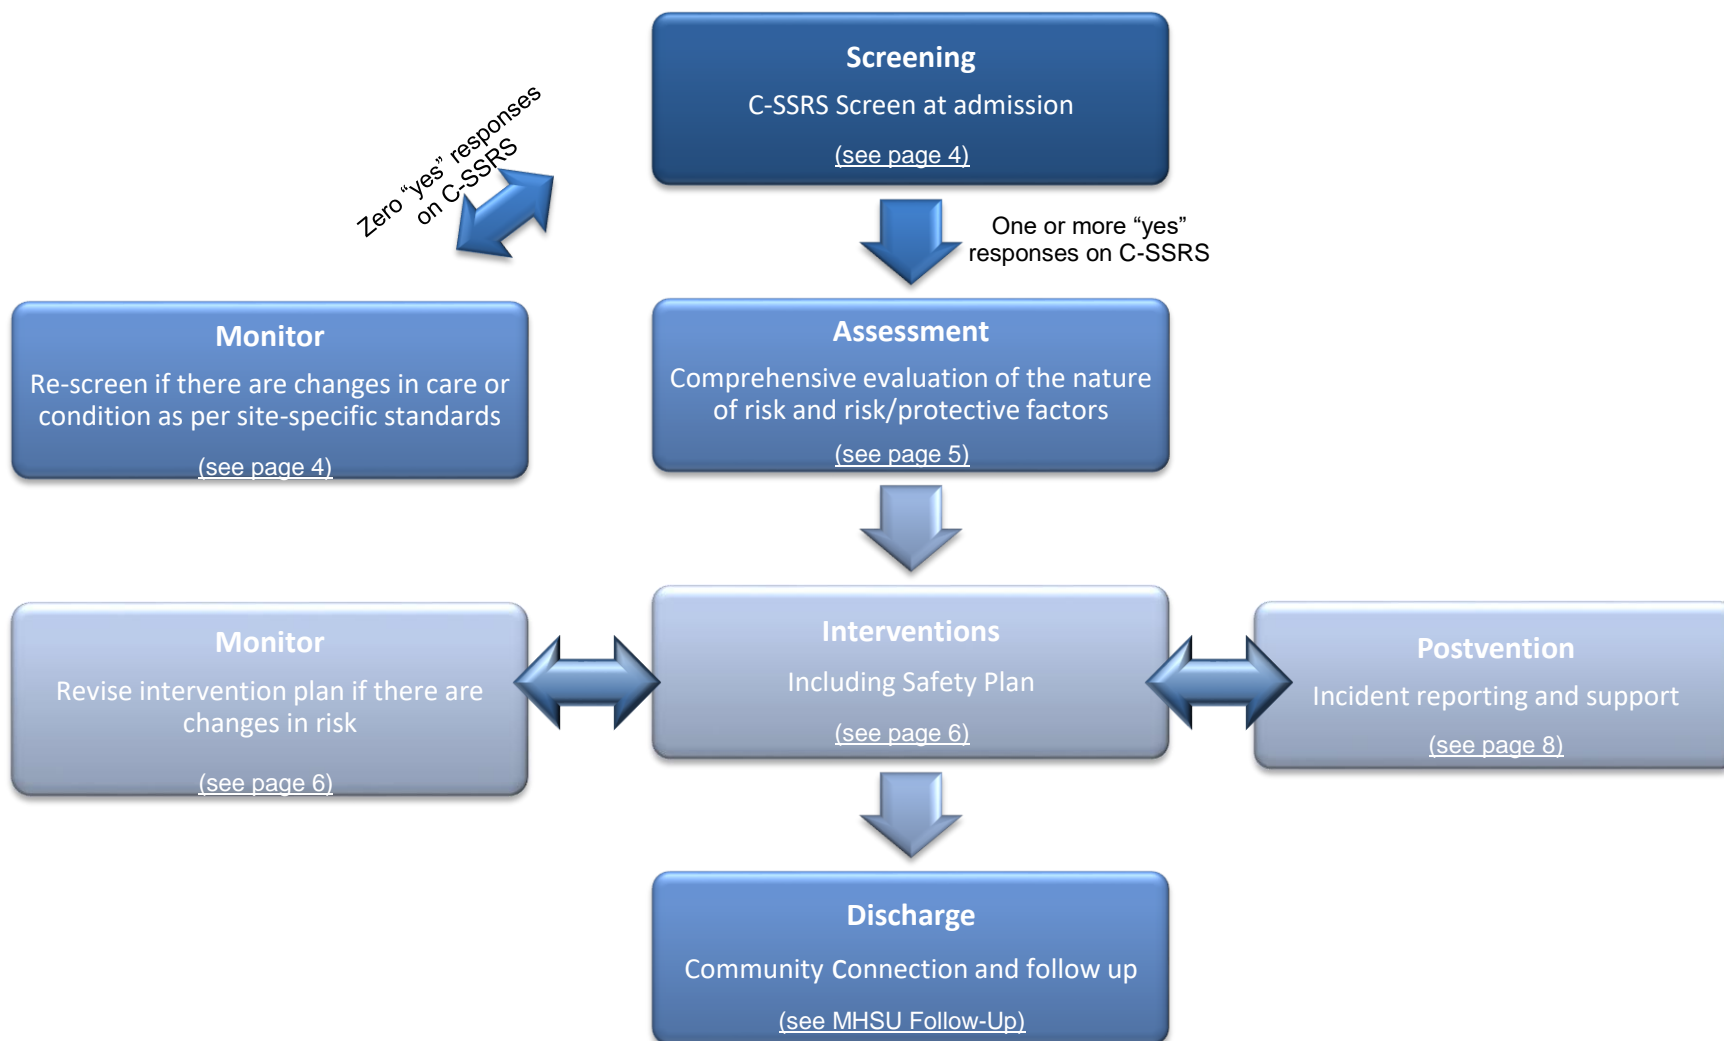 Screening
C-SSRS Screen at admission
(see page 4)
Zero “yes” responses
on C-SSRS
One or more “yes”
responses on C-SSRS
Monitor
Re-screen if there are changes in care or
condition as per site-specific standards
(see page 4)
Assessment
Comprehensive evaluation of the nature
of risk and risk/protective factors
(see page 5)
Monitor
Revise intervention plan if there are
changes in risk
(see page 6)
Interventions
Including Safety Plan
(see page 6)
Postvention
Incident reporting and support
(see page 8)
Discharge
Community Connection and follow up
(see MHSU Follow-Up)